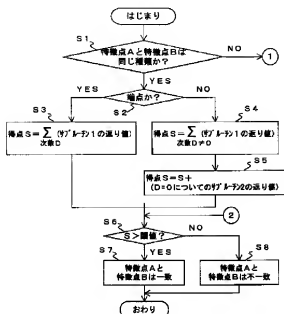 はじまり
S1
特徴点Aと特徴点Bは
同じ種類か?
NO
1
YES
YES
端点か?
NO
S2
S3
S4
得点S=∑ (サブルーチン1の返り値)
次数D
得点S=∑ (サブルーチン1の返り値)
次数D≠0
S5
得点S=S+
(D=0についてのサブルーチン2の返り値)
2
S6
S>閾値?
NO
S7
YES
S8
特徴点Aと
特徴点Bは一致
特徴点Aと
特徴点Bは不一致
おわり